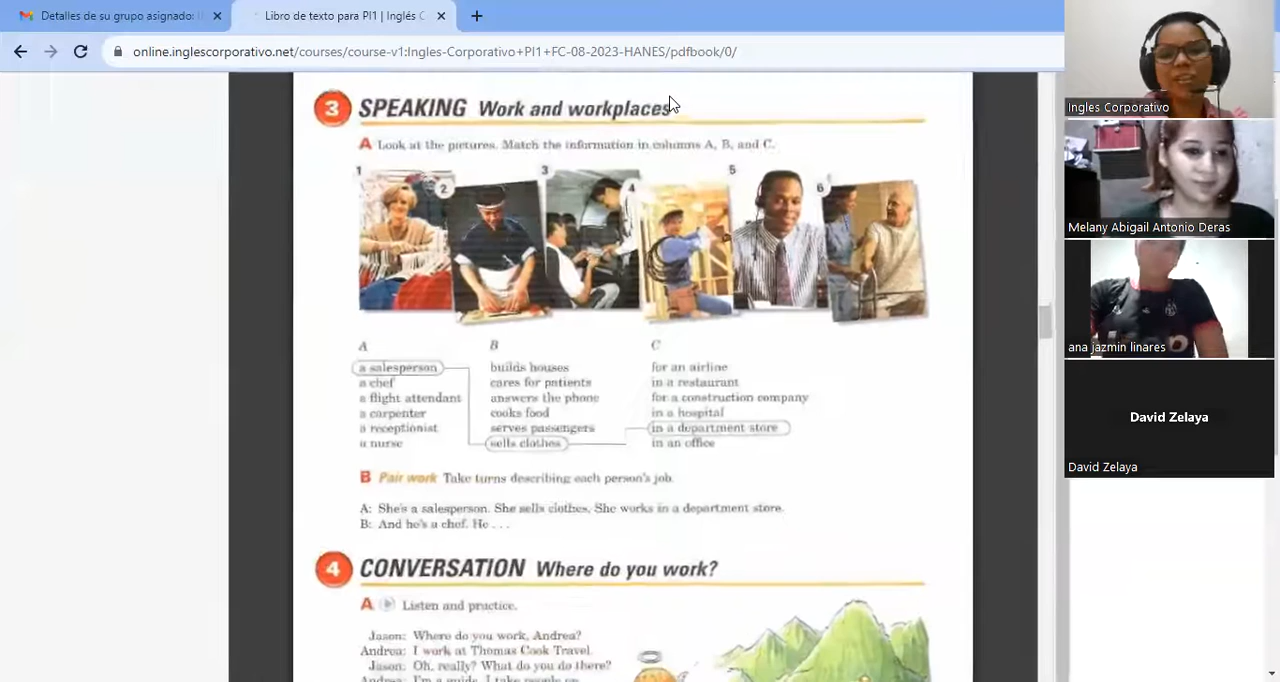 Detalles de su grupo asignado:
Libro de texto para PI1 | Inglés C
online.inglescorporativo.net/courses/course-v1:Ingles-Corporativo+PI1+FC-08-2023-HANES/pdfbook/0/
3 SPEAKING Work and workplaces
A Look at the pictures. Match the information in columns A, B, and C.
1
2
3
4
5
6
A B C
a salesperson builds houses for an airline
a chef cares for patients in a restaurant
a flight attendant answers the phone for a construction company
a carpenter cooks food in a hospital
a receptionist serves passengers in a department store
a nurse sells clothes in an office
B Pair work Take turns describing each person's job.
A: She's a salesperson. She sells clothes. She works in a department store.
B: And he's a chef. He . . .
4 CONVERSATION Where do you work?
A Listen and practice.
Jason: Where do you work, Andrea?
Andrea: I work at Thomas Cook Travel.
Jason: Oh, really? What do you do there?
Andrea: I'm a guide. I take people on
Ingles Corporativo
Melany Abigail Antonio Deras
ana jazmin linares
David Zelaya
David Zelaya